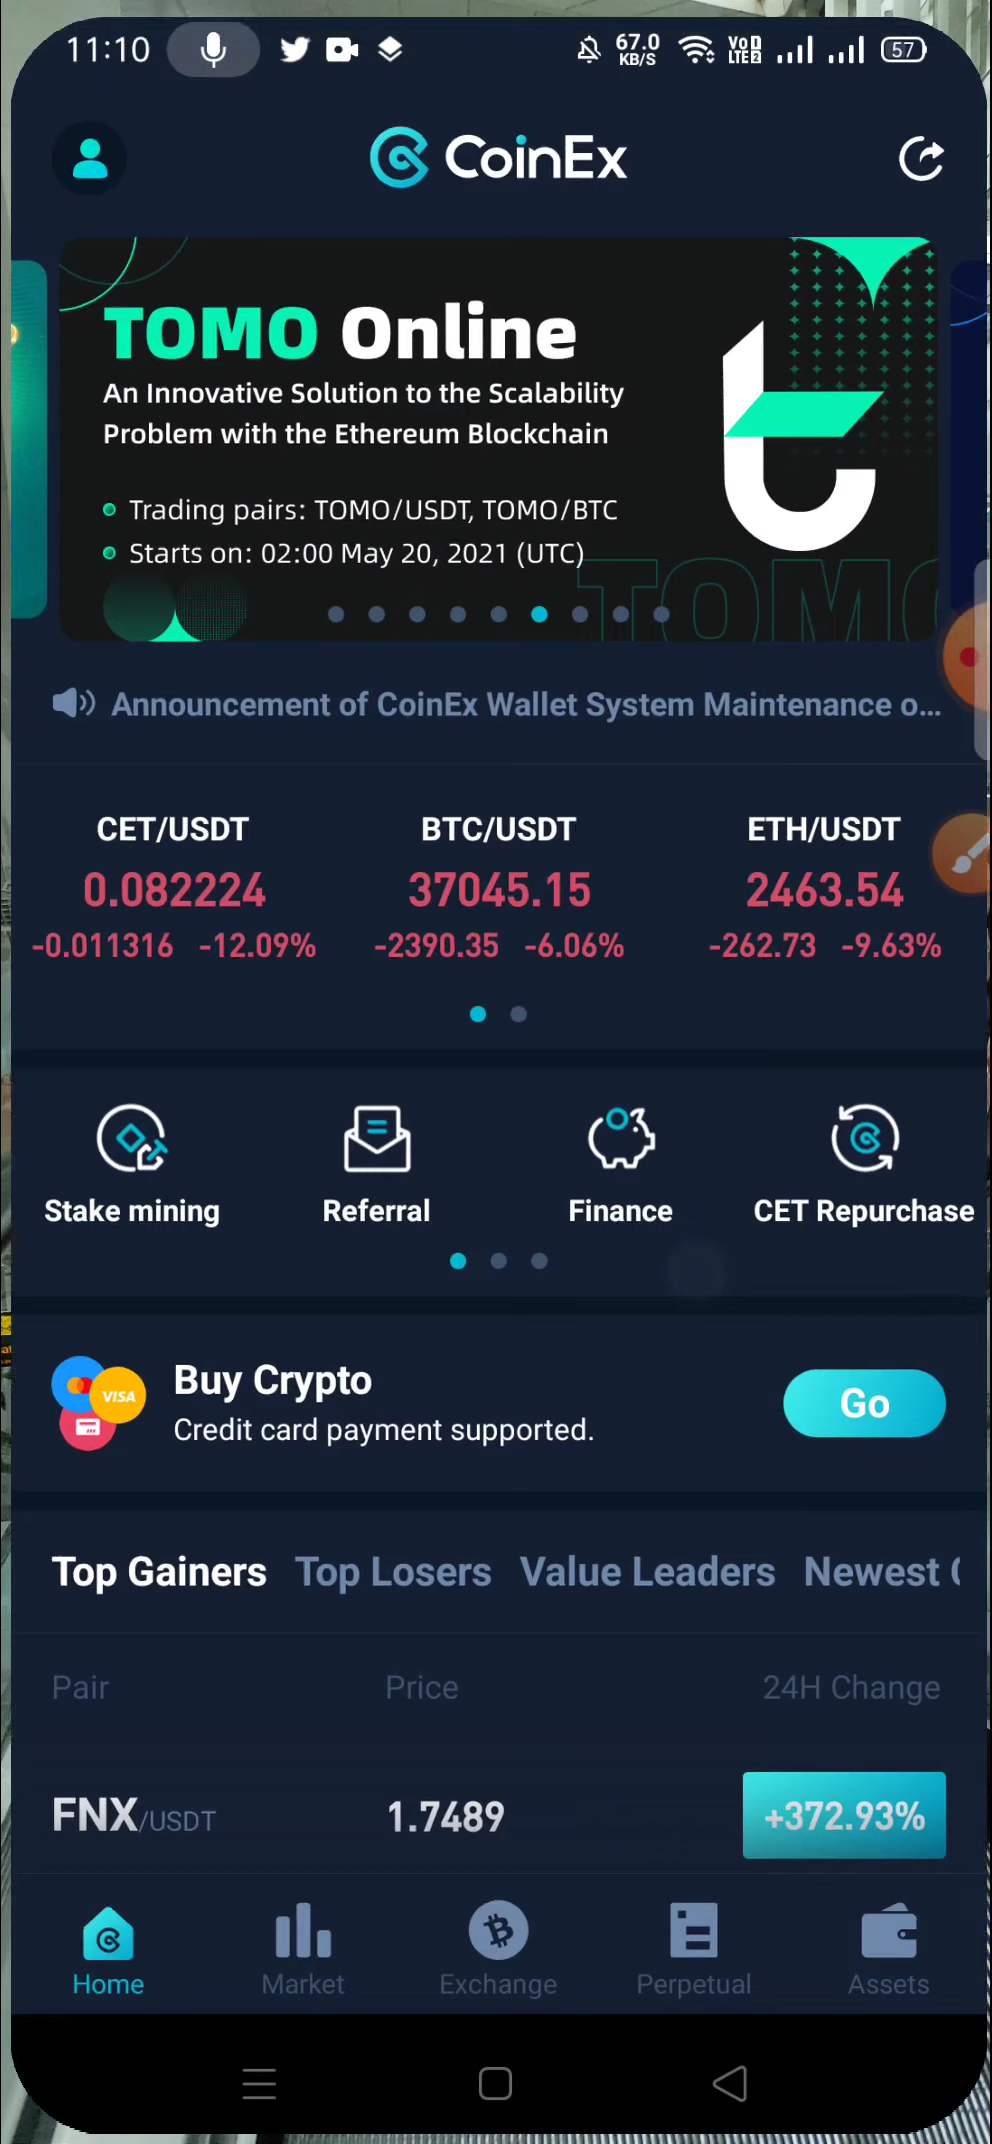 11:10
67.0
KB/S
VoD
LTE2
57
CoinEx
TOMO Online
An Innovative Solution to the Scalability
Problem with the Ethereum Blockchain
Trading pairs: TOMO/USDT, TOMO/BTC
Starts on: 02:00 May 20, 2021 (UTC)
Announcement of CoinEx Wallet System Maintenance o...
CET/USDT BTC/USDT ETH/USDT
0.082224 37045.15 2463.54
-0.011316 -12.09% -2390.35 -6.06% -262.73 -9.63%
Stake mining Referral Finance CET Repurchase
VISA
Buy Crypto
Credit card payment supported.
Go
Top Gainers Top Losers Value Leaders Newest
Pair Price 24H Change
FNX/USDT 1.7489 +372.93%
Home Market Exchange Perpetual Assets